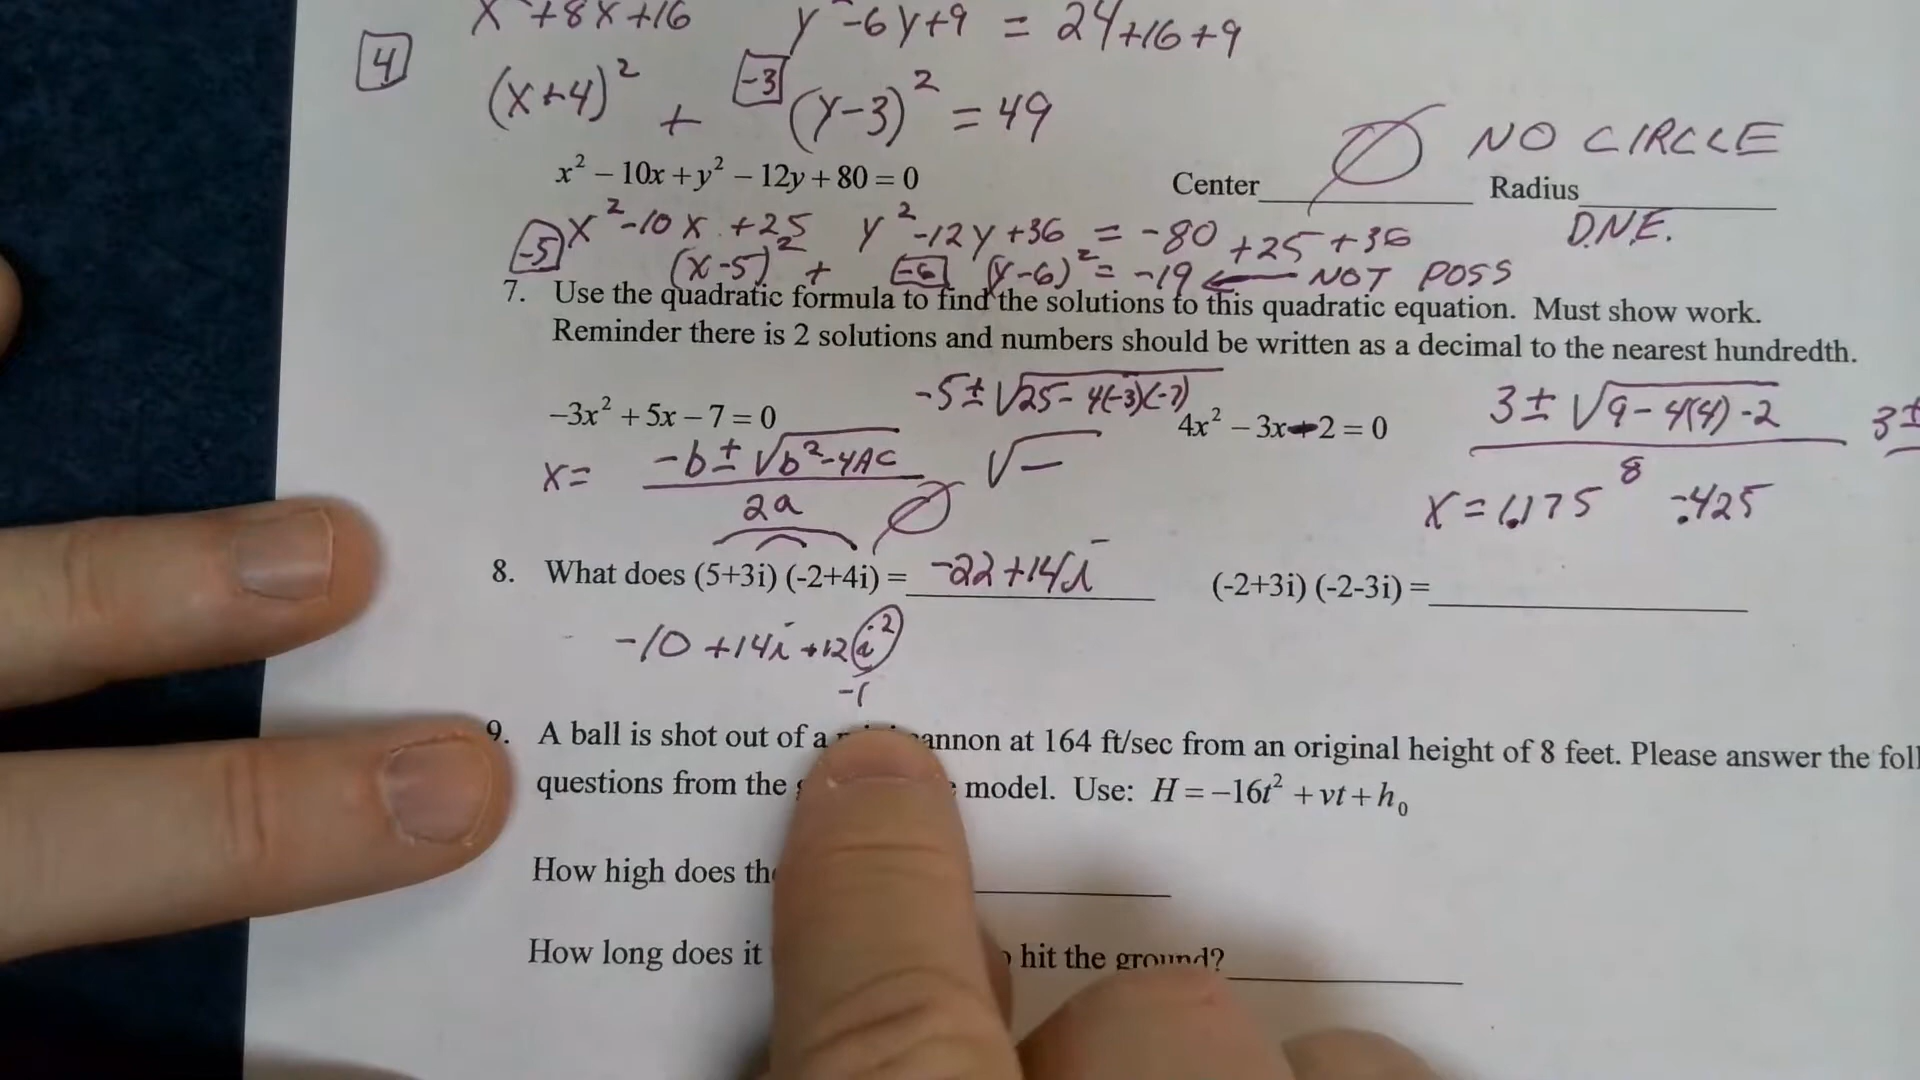 x² +8x+16 y² -6y+9 = 24+16+9
4
(x+4)² + -3 (y-3)² = 49
x² − 10x + y² − 12y + 80 = 0 Center Ø NO CIRCLE Radius
D.N.E.
-5 x²-10x +25 y²-12y+36 = -80 +25 +36
(x-5)² + -6 (y-6)² = -19 ← NOT POSS
7. Use the quadratic formula to find the solutions to this quadratic equation. Must show work.
Reminder there is 2 solutions and numbers should be written as a decimal to the nearest hundredth.
−3x² + 5x − 7 = 0 -5±√25-4(-3)(-7) 4x² − 3x − 2 = 0 3±√9-4(4)-2 3±
8
x= -b±√b²-4AC √-
2a Ø x = 1.175 -.425
8. What does (5+3i) (-2+4i) = -22+14i (-2+3i) (-2-3i) =
-10 +14i +12i²
-1
9. A ball is shot out of a annon at 164 ft/sec from an original height of 8 feet. Please answer the foll
questions from the model. Use: H = −16t² + vt + h₀
How high does th
How long does it hit the ground?